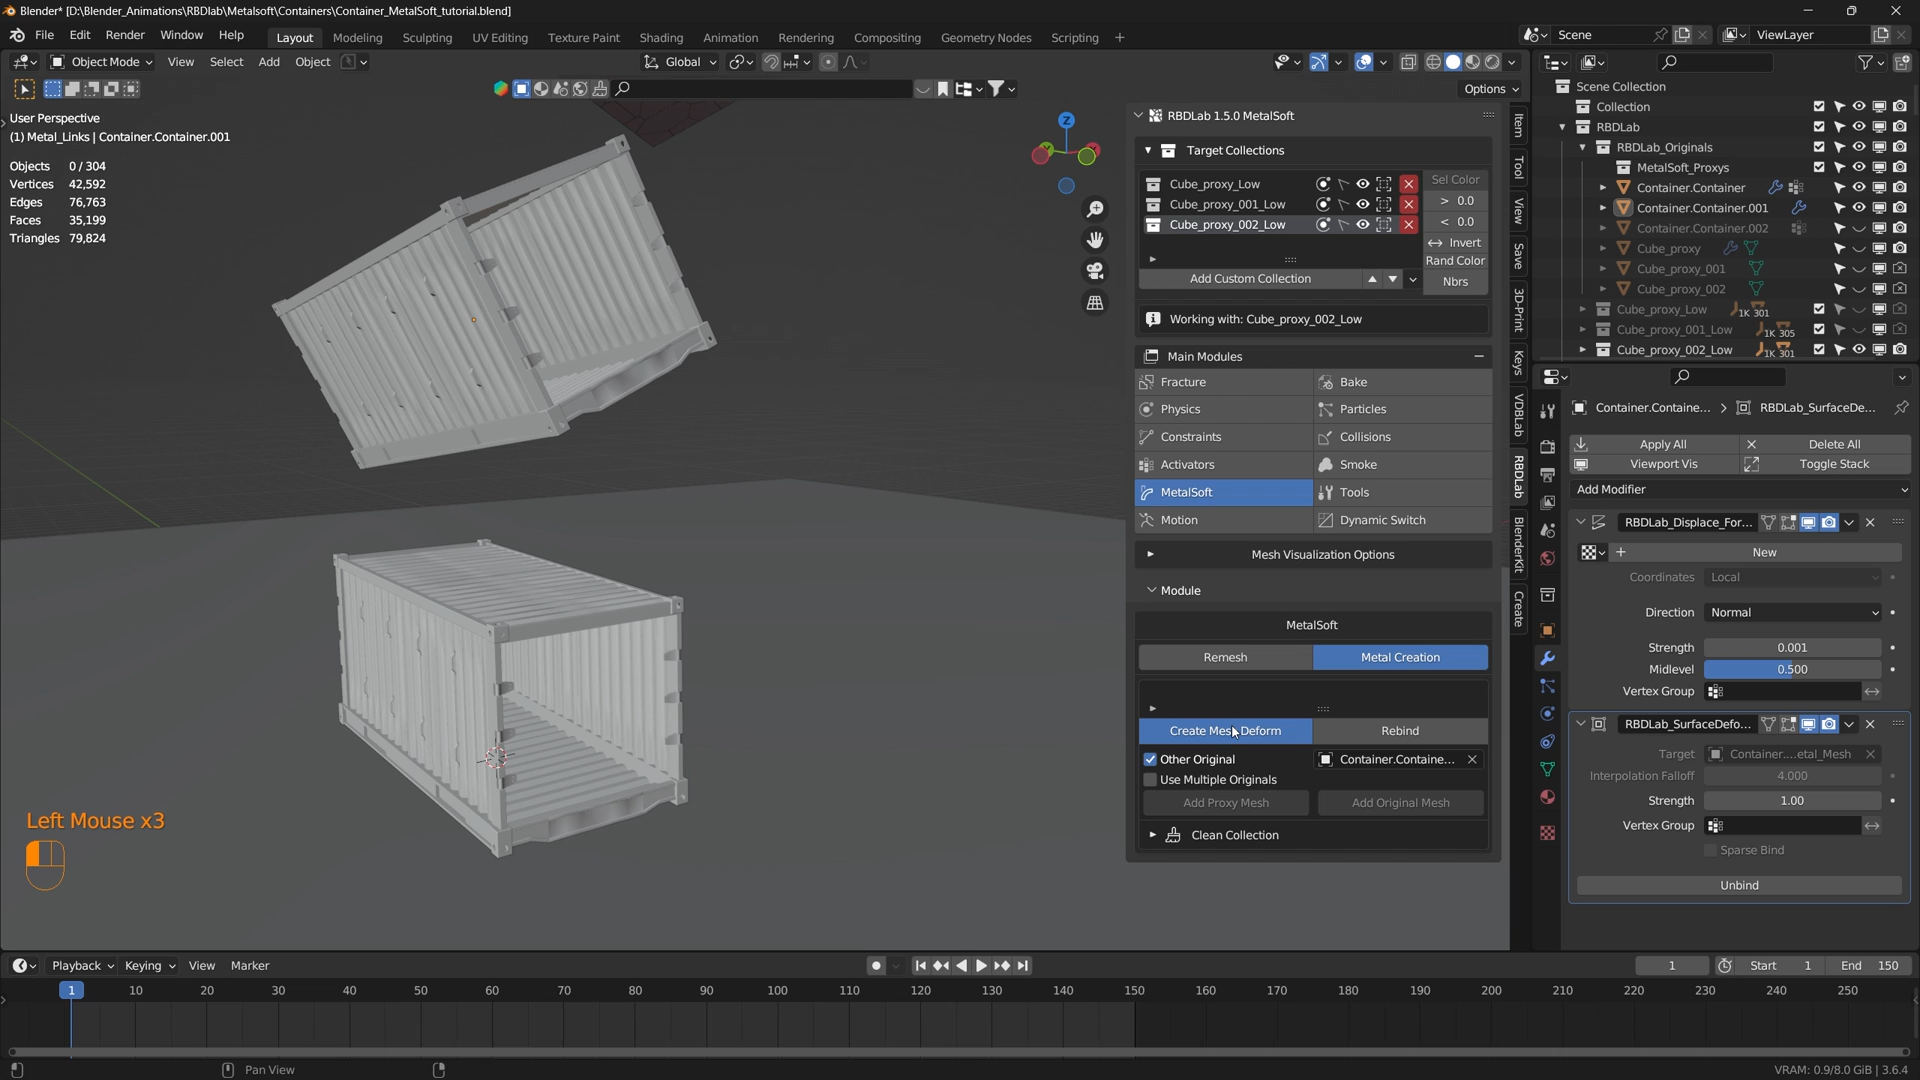 Blender* [D:\Blender_Animations\RBDlab\Metalsoft\Containers\Container_MetalSoft_tutorial.blend]
File Edit Render Window Help Layout Modeling Sculpting UV Editing Texture Paint Shading Animation Rendering Compositing Geometry Nodes Scripting + Scene ViewLayer
Object Mode View Select Add Object Global
Options
User Perspective
(1) Metal_Links | Container.Container.001
Objects 0 / 304
Vertices 42,592
Edges 76,763
Faces 35,199
Triangles 79,824
Z
RBDLab 1.5.0 MetalSoft
Target Collections
Cube_proxy_Low
Cube_proxy_001_Low
Cube_proxy_002_Low
Sel Color
> 0.0
< 0.0
Invert
Rand Color
Nbrs
Add Custom Collection
Working with: Cube_proxy_002_Low
Main Modules
Fracture Bake
Physics Particles
Constraints Collisions
Activators Smoke
MetalSoft Tools
Motion Dynamic Switch
Mesh Visualization Options
Module
MetalSoft
Remesh Metal Creation
Create Mesh Deform Rebind
Other Original Container.Containe...
Use Multiple Originals
Add Proxy Mesh Add Original Mesh
Clean Collection
Item
Tool
View
Save
3D-Print
Keys
VDBLab
RBDLab
BlenderKit
Create
Scene Collection
Collection
RBDLab
RBDLab_Originals
MetalSoft_Proxys
Container.Container
Container.Container.001
Container.Container.002
Cube_proxy
Cube_proxy_001
Cube_proxy_002
Cube_proxy_Low 1K 301
Cube_proxy_001_Low 1K 305
Cube_proxy_002_Low 1K 301
Container.Containe... > RBDLab_SurfaceDe...
Apply All Delete All
Viewport Vis Toggle Stack
Add Modifier
RBDLab_Displace_For...
New
Coordinates Local
Direction Normal
Strength 0.001
Midlevel 0.500
Vertex Group
RBDLab_SurfaceDefo...
Target Container....etal_Mesh
Interpolation Falloff 4.000
Strength 1.00
Vertex Group
Sparse Bind
Unbind
Left Mouse x3
Playback Keying View Marker 1 Start 1 End 150
1 10 20 30 40 50 60 70 80 90 100 110 120 130 140 150 160 170 180 190 200 210 220 230 240 250
Pan View
VRAM: 0.9/8.0 GiB | 3.6.4